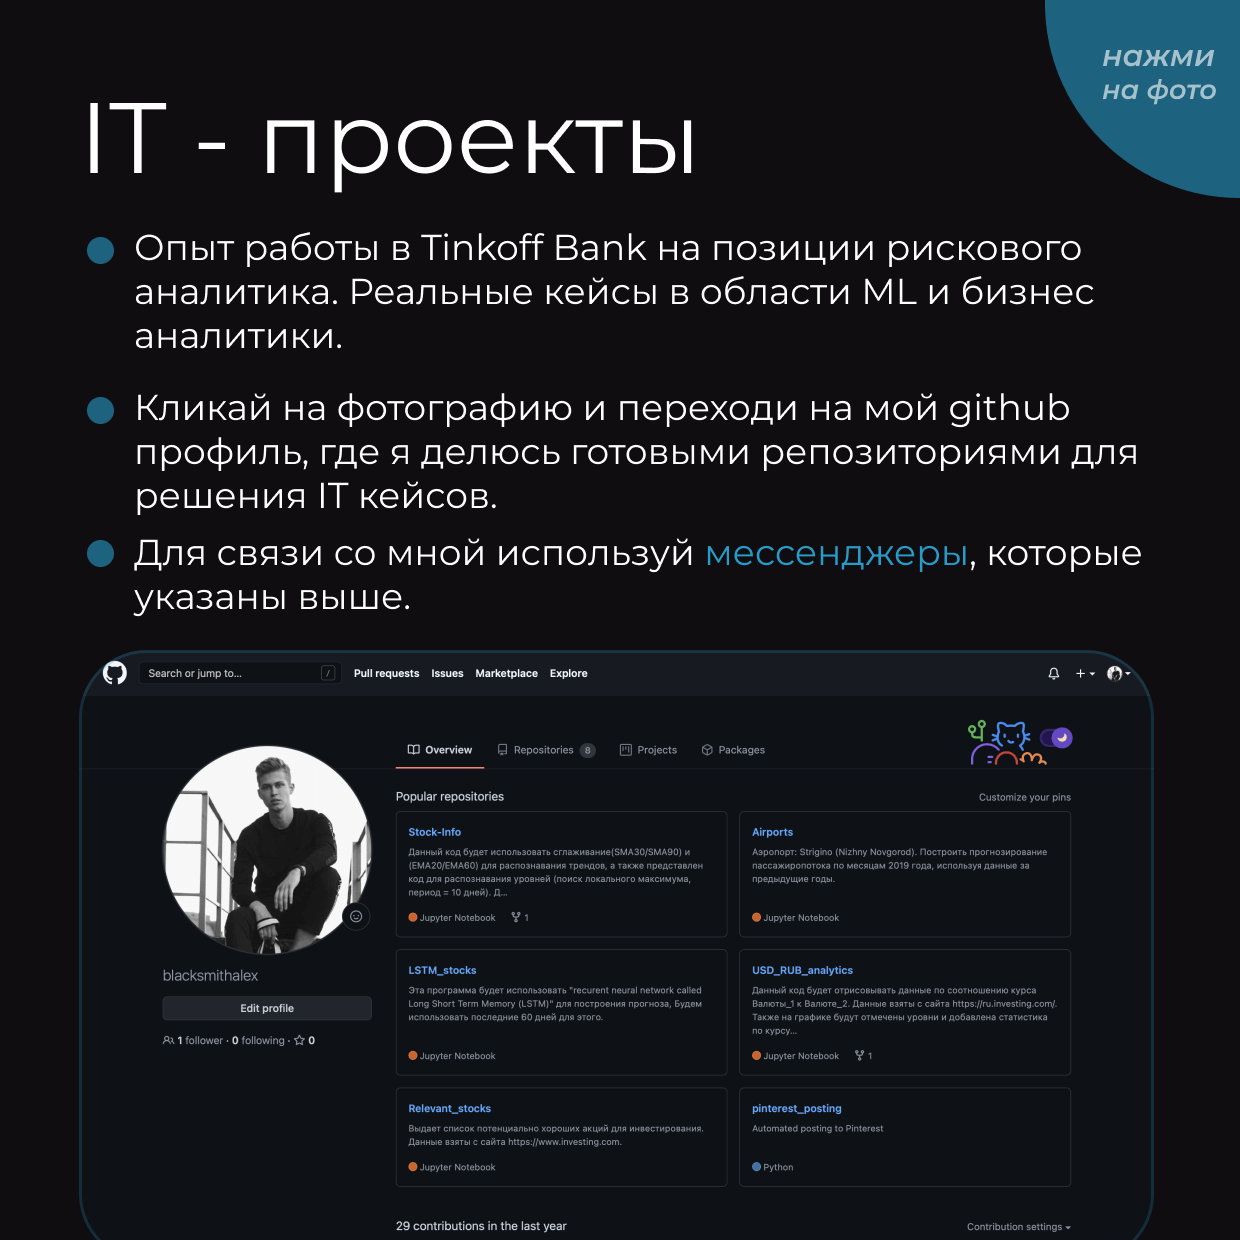 нажми
на фото
IT - проекты
Опыт работы в Tinkoff Bank на позиции рискового
аналитика. Реальные кейсы в области ML и бизнес
аналитики.
Кликай на фотографию и переходи на мой github
профиль, где я делюсь готовыми репозиториями для
решения IT кейсов.
Для связи со мной используй мессенджеры, которые
указаны выше.
Search or jump to... / Pull requests Issues Marketplace Explore
Overview Repositories 8 Projects Packages
Popular repositories Customize your pins
Stock-Info
Данный код будет использовать сглаживание(SMA30/SMA90) и
(EMA20/EMA60) для распознавания трендов, а также представлен
код для распознавания уровней (поиск локального максимума,
период = 10 дней). Д...
Jupyter Notebook 1
Airports
Аэропорт: Strigino (Nizhny Novgorod). Построить прогнозирование
пассажиропотока по месяцам 2019 года, используя данные за
предыдущие годы.
Jupyter Notebook
blacksmithalex
Edit profile
1 follower · 0 following · 0
LSTM_stocks
Эта программа будет использовать "recurent neural network called
Long Short Term Memory (LSTM)" для построения прогноза, Будем
использовать последние 60 дней для этого.
Jupyter Notebook
USD_RUB_analytics
Данный код будет отрисовывать данные по соотношению курса
Валюты_1 к Валюте_2. Данные взяты с сайта https://ru.investing.com/.
Также на графике будут отмечены уровни и добавлена статистика
по курсу...
Jupyter Notebook 1
Relevant_stocks
Выдает список потенциально хороших акций для инвестирования.
Данные взяты с сайта https://www.investing.com.
Jupyter Notebook
pinterest_posting
Automated posting to Pinterest
Python
29 contributions in the last year Contribution settings